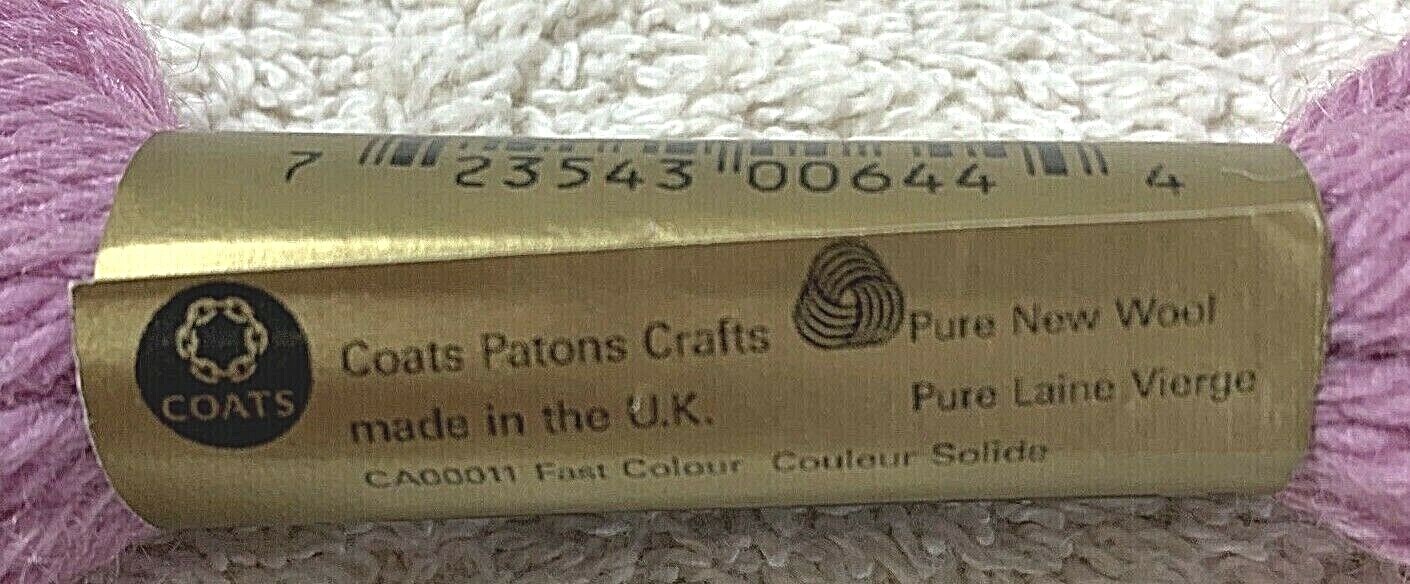 7 23543 00644 4
COATS
Coats Patons Crafts
made in the U.K.
CA00011 Fast Colour Couleur Solide
Pure New Wool
Pure Laine Vierge